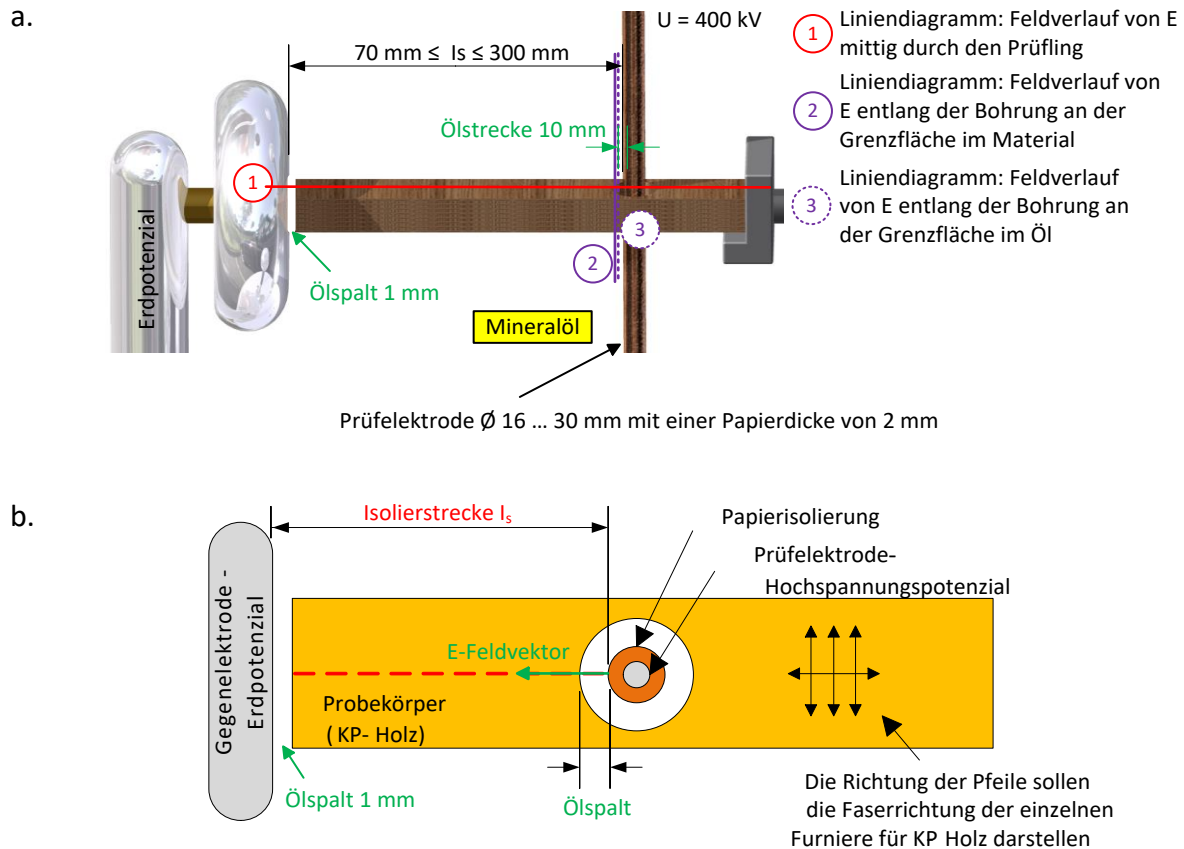 a.
U = 400 kV
70 mm ≤ Is ≤ 300 mm
Ölstrecke 10 mm
1
3
2
Ölspalt 1 mm
Erdpotenzial
Mineralöl
Prüfelektrode Ø 16 ... 30 mm mit einer Papierdicke von 2 mm
1
Liniendiagramm: Feldverlauf von E
mittig durch den Prüfling
2
Liniendiagramm: Feldverlauf von
E entlang der Bohrung an der
Grenzfläche im Material
3
Liniendiagramm: Feldverlauf
von E entlang der Bohrung an
der Grenzfläche im Öl
b.
Isolierstrecke Is
Papierisolierung
Prüfelektrode-
Hochspannungspotenzial
Gegenelektrode -
Erdpotenzial
E-Feldvektor
Probekörper
( KP- Holz)
Ölspalt 1 mm
Ölspalt
Die Richtung der Pfeile sollen
die Faserrichtung der einzelnen
Furniere für KP Holz darstellen